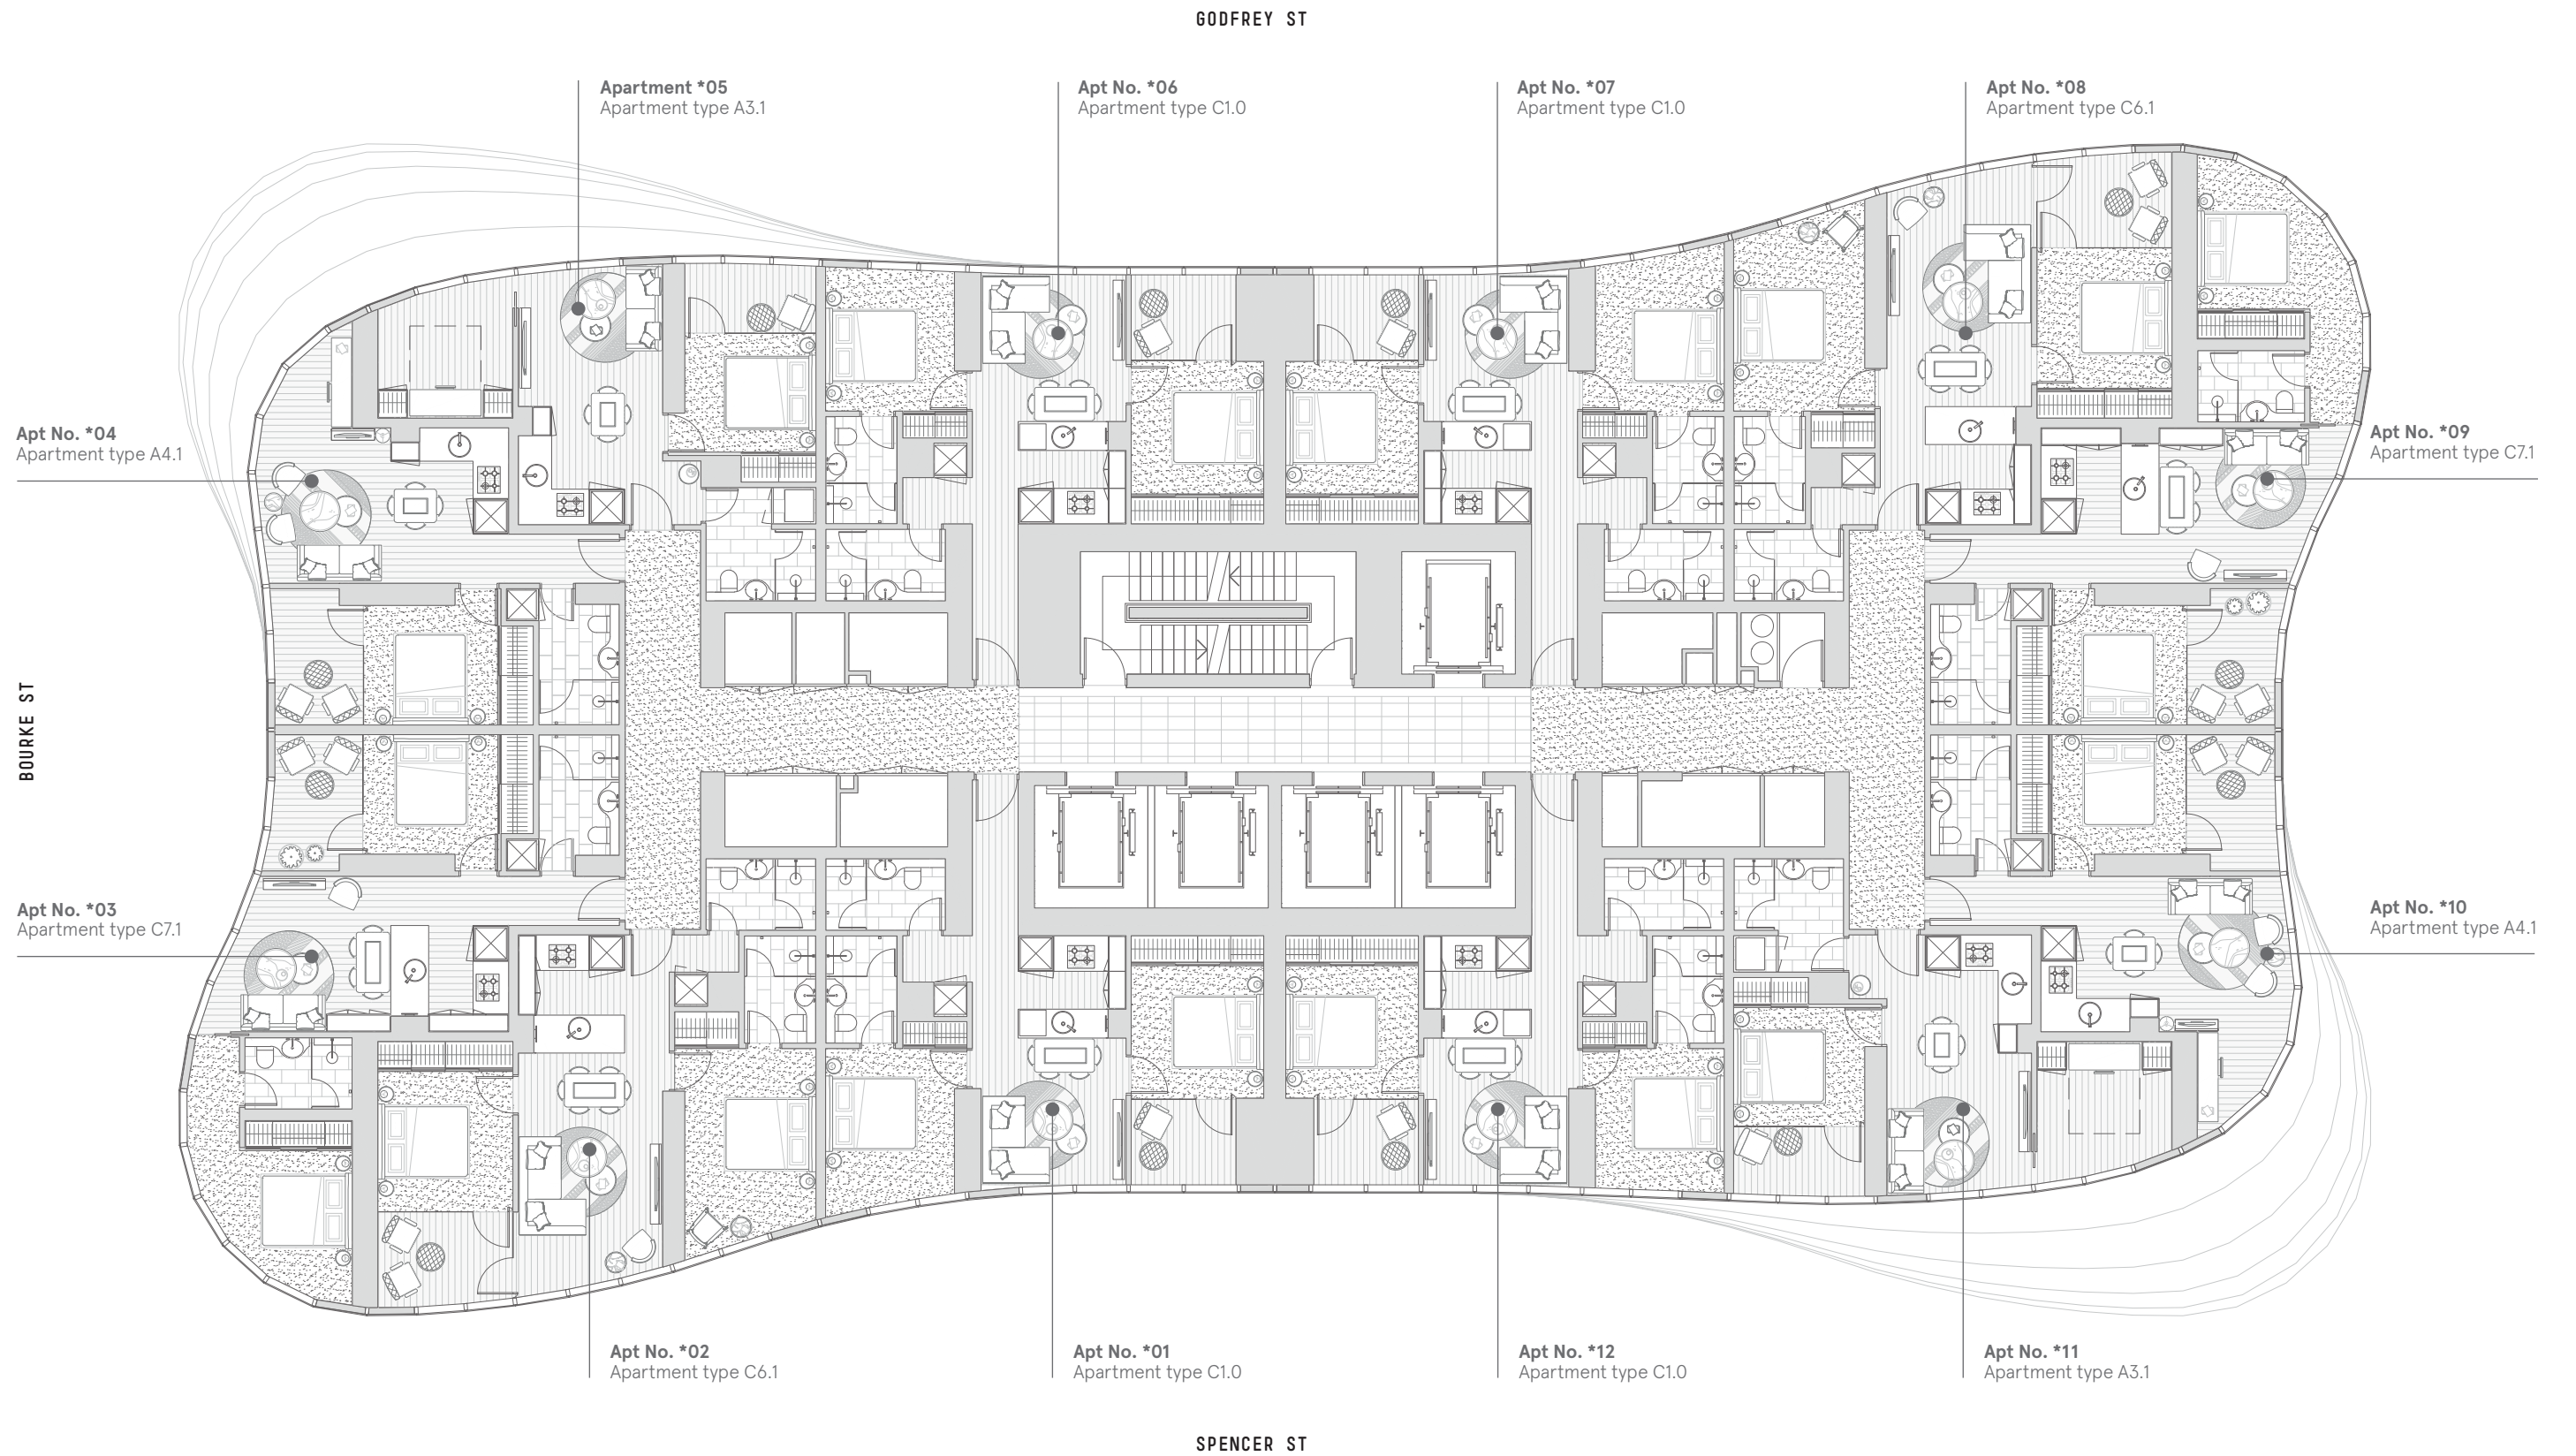 GODFREY ST
Apartment *05
Apartment type A3.1
Apt No. *06
Apartment type C1.0
Apt No. *07
Apartment type C1.0
Apt No. *08
Apartment type C6.1
Apt No. *04
Apartment type A4.1
Apt No. *09
Apartment type C7.1
BOURKE ST
Apt No. *03
Apartment type C7.1
Apt No. *10
Apartment type A4.1
Apt No. *02
Apartment type C6.1
Apt No. *01
Apartment type C1.0
Apt No. *12
Apartment type C1.0
Apt No. *11
Apartment type A3.1
SPENCER ST